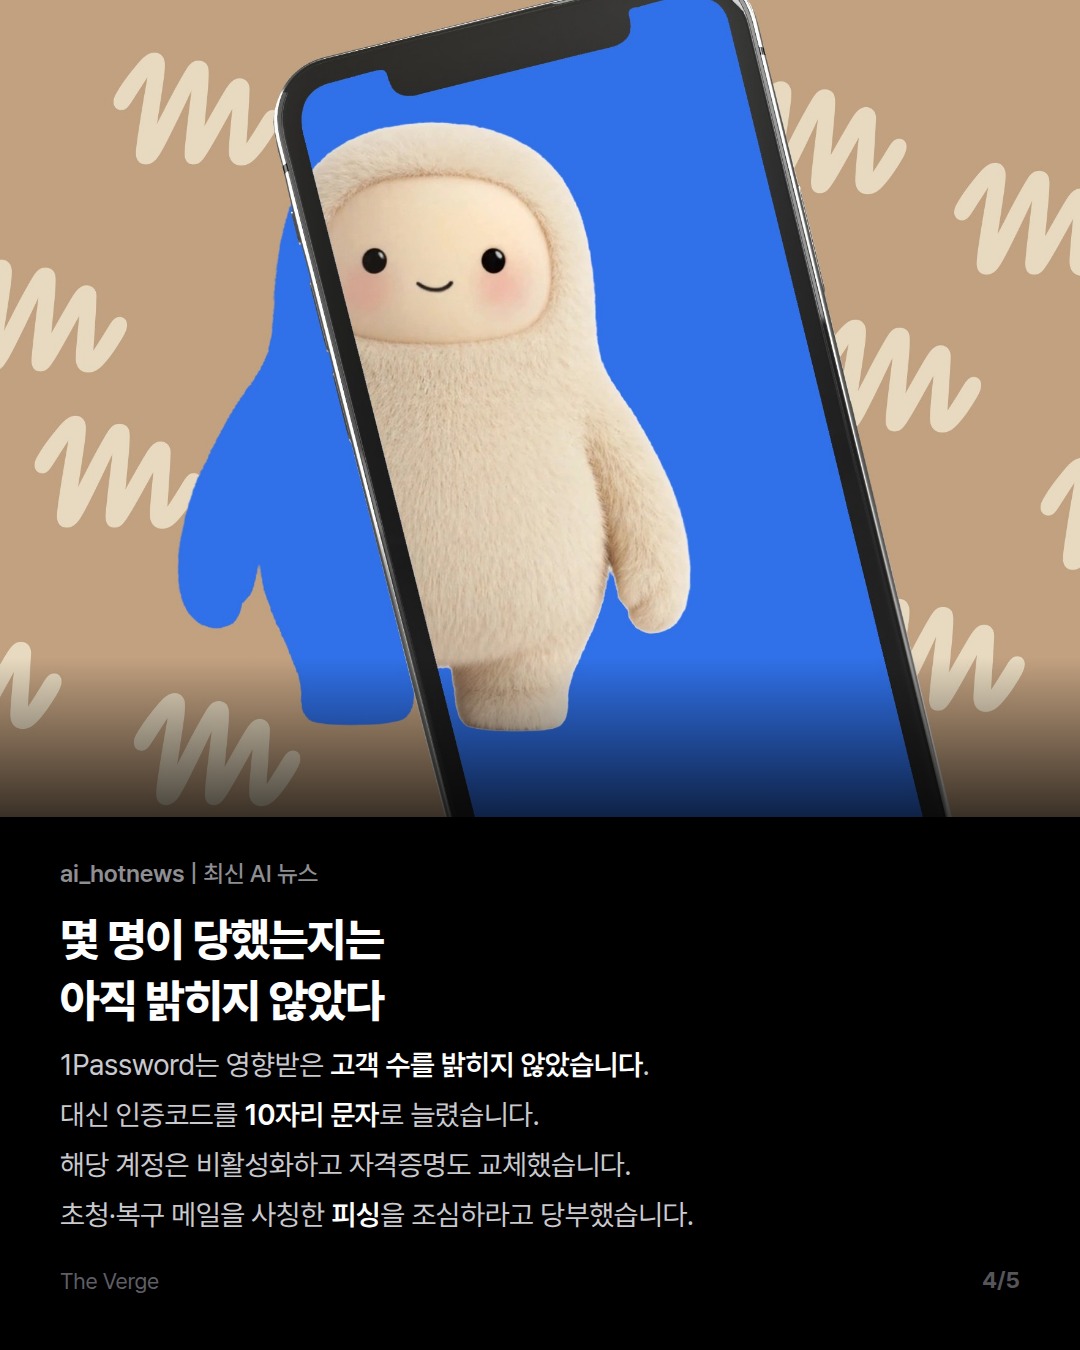 ai_hotnews | 최신 AI 뉴스
몇 명이 당했는지는
아직 밝히지 않았다
1Password는 영향받은 고객 수를 밝히지 않았습니다.
대신 인증코드를 10자리 문자로 늘렸습니다.
해당 계정은 비활성화하고 자격증명도 교체했습니다.
초청·복구 메일을 사칭한 피싱을 조심하라고 당부했습니다.
The Verge
4/5